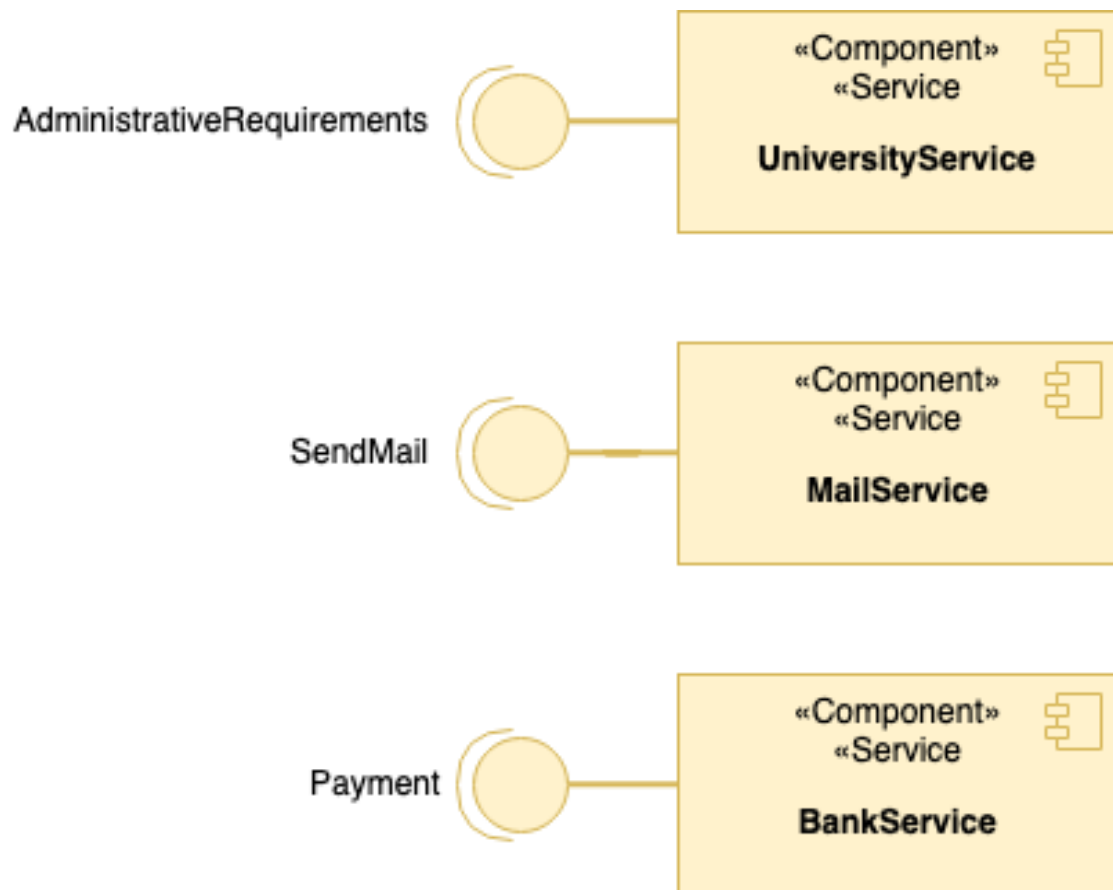 «Component»
«Service
AdministrativeRequirements
UniversityService
«Component»
«Service
SendMail
MailService
«Component»
«Service
Payment
BankService